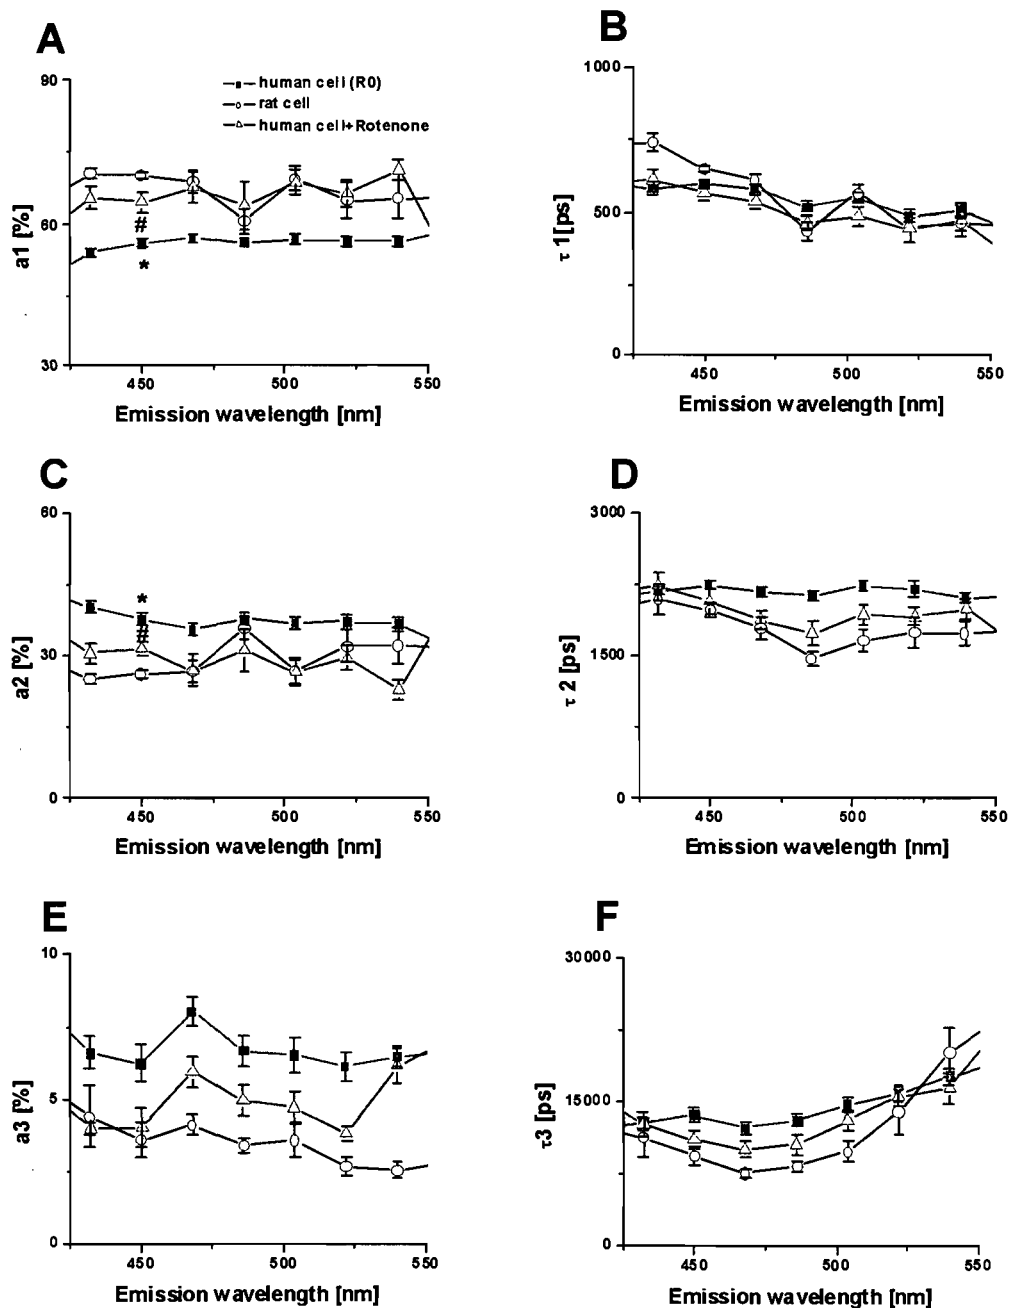 A
B
90
60
30
a1 [%]
human cell (R0)
rat cell
human cell+Rotenone
#
*
450
500
550
Emission wavelength [nm]
1000
500
0
τ 1 [ps]
450
500
550
Emission wavelength [nm]
C
D
60
30
0
a2 [%]
*
#
450
500
550
Emission wavelength [nm]
3000
1500
0
τ 2 [ps]
450
500
550
Emission wavelength [nm]
E
F
10
5
0
a3 [%]
450
500
550
Emission wavelength [nm]
30000
15000
0
τ3 [ps]
450
500
550
Emission wavelength [nm]